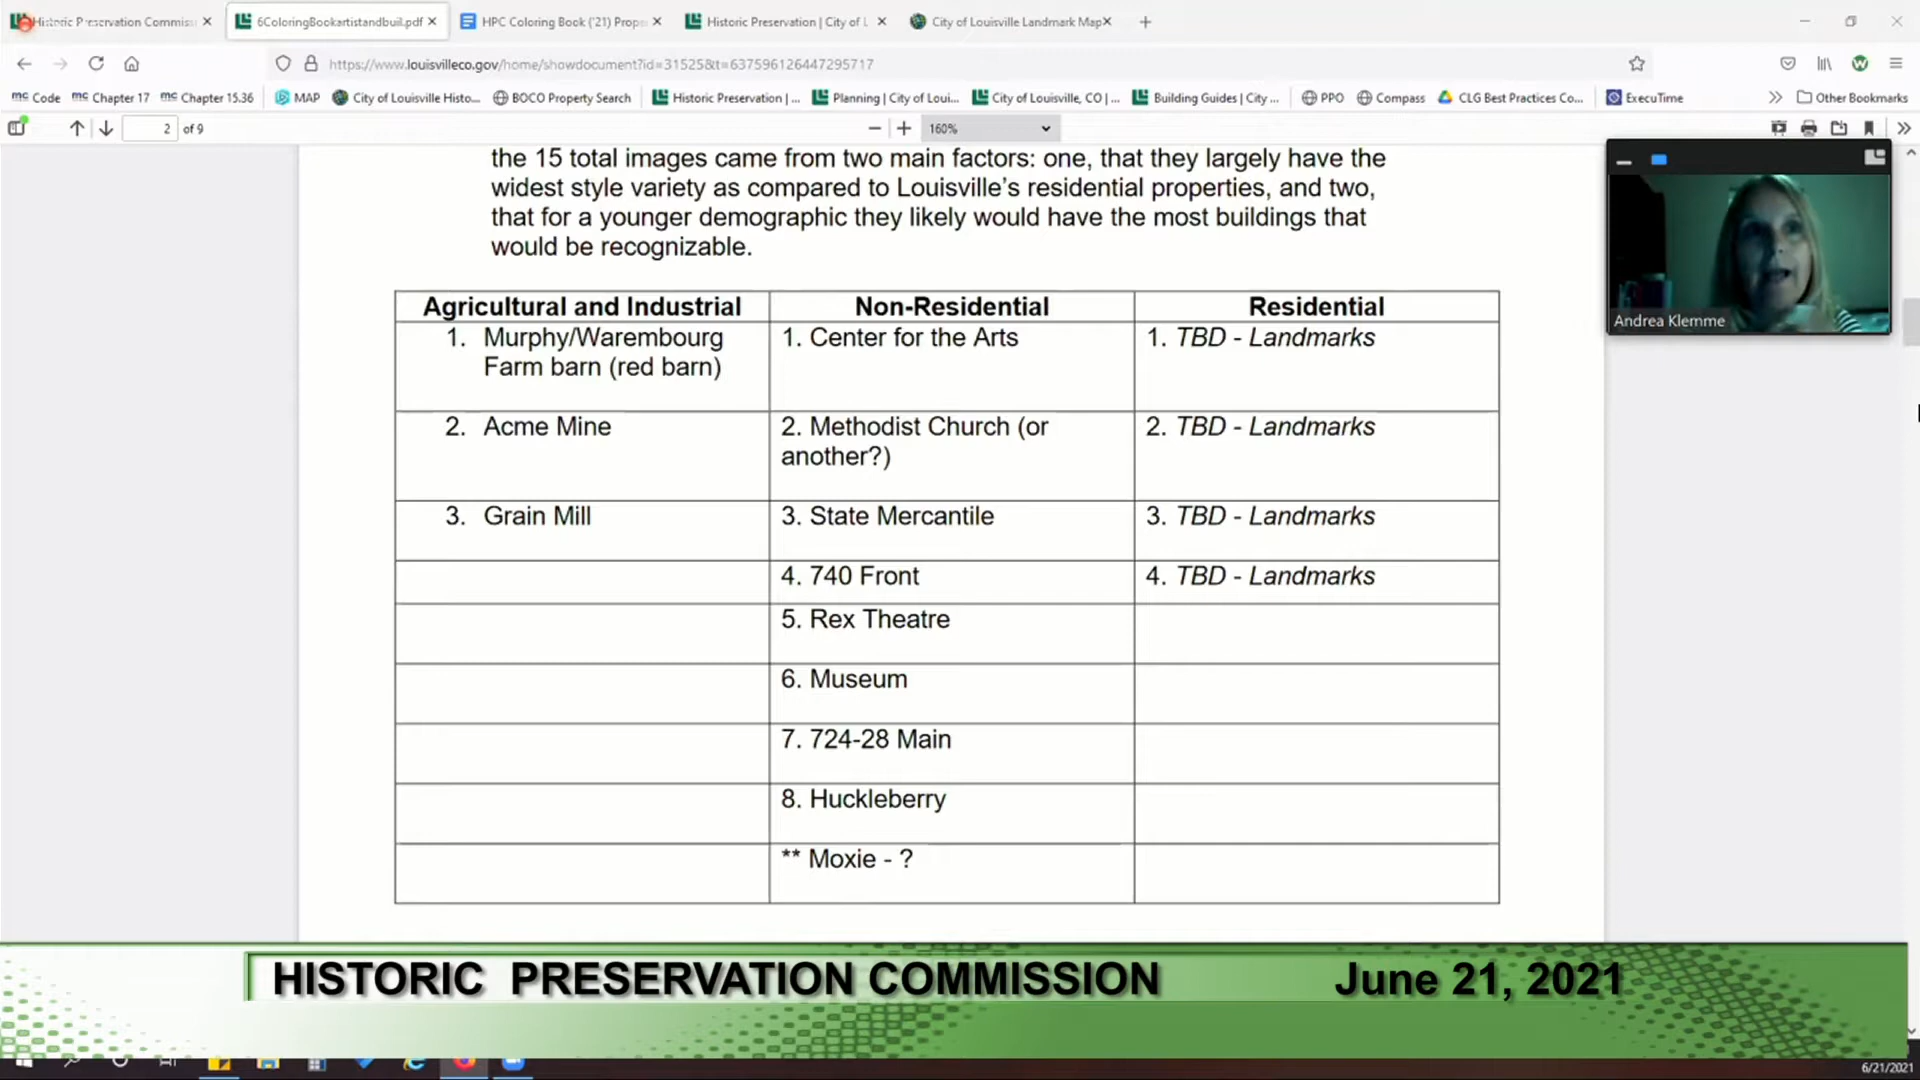 Historic Preservation Commiss
6ColoringBookartistandbuil.pdf
HPC Coloring Book ('21) Propo
Historic Preservation | City of L
City of Louisville Landmark Map
https://www.louisvilleco.gov/home/showdocument?id=31525&t=637596126447295717
mc Code
mc Chapter 17
mc Chapter 15.36
MAP
City of Louisville Histo...
BOCO Property Search
Historic Preservation | ...
Planning | City of Loui...
City of Louisville, CO | ...
Building Guides | City ...
PPO
Compass
CLG Best Practices Co...
ExecuTime
Other Bookmarks
2 of 9
160%
the 15 total images came from two main factors: one, that they largely have the
widest style variety as compared to Louisville's residential properties, and two,
that for a younger demographic they likely would have the most buildings that
would be recognizable.
Andrea Klemme
Agricultural and Industrial
Non-Residential
Residential
1. Murphy/Warembourg
Farm barn (red barn)
1. Center for the Arts
1. TBD - Landmarks
2. Acme Mine
2. Methodist Church (or
another?)
2. TBD - Landmarks
3. Grain Mill
3. State Mercantile
3. TBD - Landmarks
4. 740 Front
4. TBD - Landmarks
5. Rex Theatre
6. Museum
7. 724-28 Main
8. Huckleberry
** Moxie - ?
HISTORIC PRESERVATION COMMISSION
June 21, 2021
6/21/2021